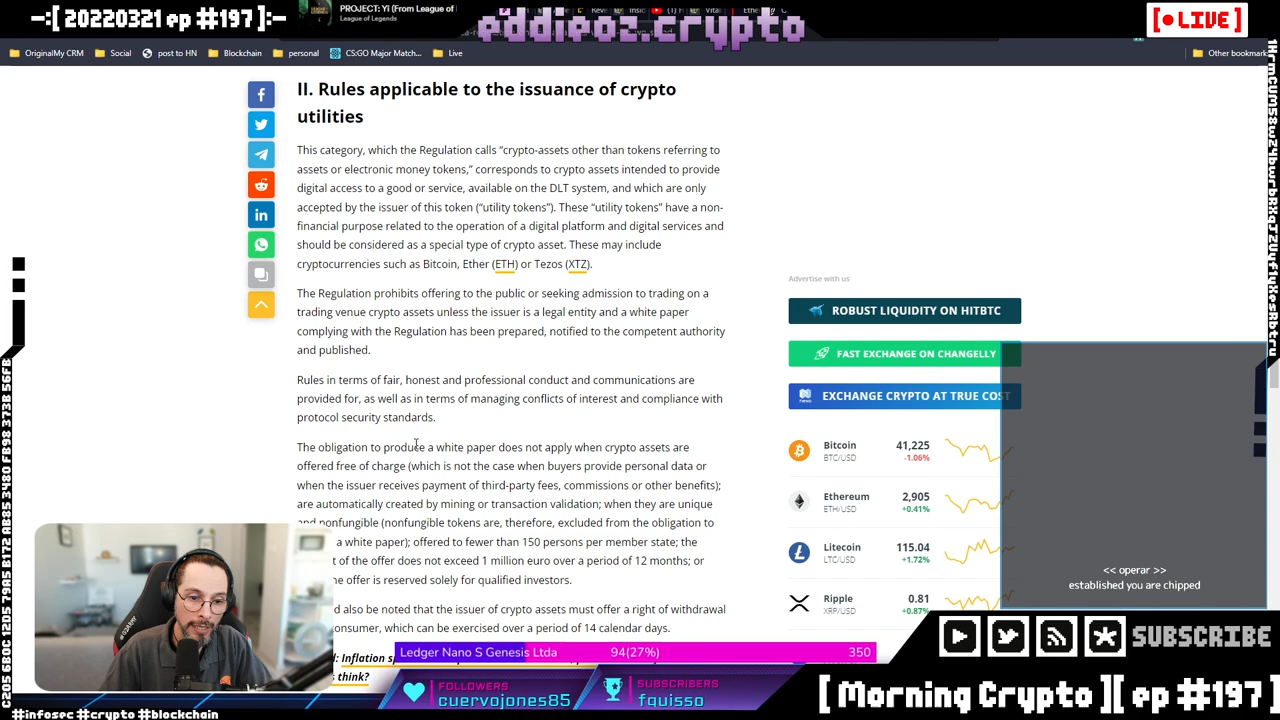 -:[ 20220321 ep #197]:-
PROJECT: Yi (From League of
League of Legends
eddieoz.crypto
[● LIVE ]
OriginalMy CRM
Social
post to HN
Blockchain
personal
CS:GO Major Match...
Live
Other bookmark
II. Rules applicable to the issuance of crypto
utilities
This category, which the Regulation calls “crypto-assets other than tokens referring to
assets or electronic money tokens,” corresponds to crypto assets intended to provide
digital access to a good or service, available on the DLT system, and which are only
accepted by the issuer of this token (“utility tokens”). These “utility tokens” have a non-
financial purpose related to the operation of a digital platform and digital services and
should be considered as a special type of crypto asset. These may include
cryptocurrencies such as Bitcoin, Ether (ETH) or Tezos (XTZ).
The Regulation prohibits offering to the public or seeking admission to trading on a
trading venue crypto assets unless the issuer is a legal entity and a white paper
complying with the Regulation has been prepared, notified to the competent authority
and published.
Rules in terms of fair, honest and professional conduct and communications are
provided for, as well as in terms of managing conflicts of interest and compliance with
protocol security standards.
The obligation to produce a white paper does not apply when crypto assets are
offered free of charge (which is not the case when buyers provide personal data or
when the issuer receives payment of third-party fees, commissions or other benefits);
are automatically created by mining or transaction validation; when they are unique
and nonfungible (nonfungible tokens are, therefore, excluded from the obligation to
a white paper); offered to fewer than 150 persons per member state; the
of the offer does not exceed 1 million euro over a period of 12 months; or
the offer is reserved solely for qualified investors.
also be noted that the issuer of crypto assets must offer a right of withdrawal
consumer, which can be exercised over a period of 14 calendar days.
Inflation
think?
Advertise with us
ROBUST LIQUIDITY ON HITBTC
FAST EXCHANGE ON CHANGELLY
EXCHANGE CRYPTO AT TRUE COST
Bitcoin 41,225
BTC/USD -1.06%
Ethereum 2,905
ETH/USD +0.41%
Litecoin 115.04
LTC/USD +1.72%
Ripple 0.81
XRP/USD +0.87%
<< operar >>
established you are chipped
Ledger Nano S Genesis Ltda 94(27%) 350
FOLLOWERS
cuervojones85
SUBSCRIBERS
fquisso
SUBSCRIBE
[ Morning Crypto ][ ep #197]
#infosec #crypto #blockchain